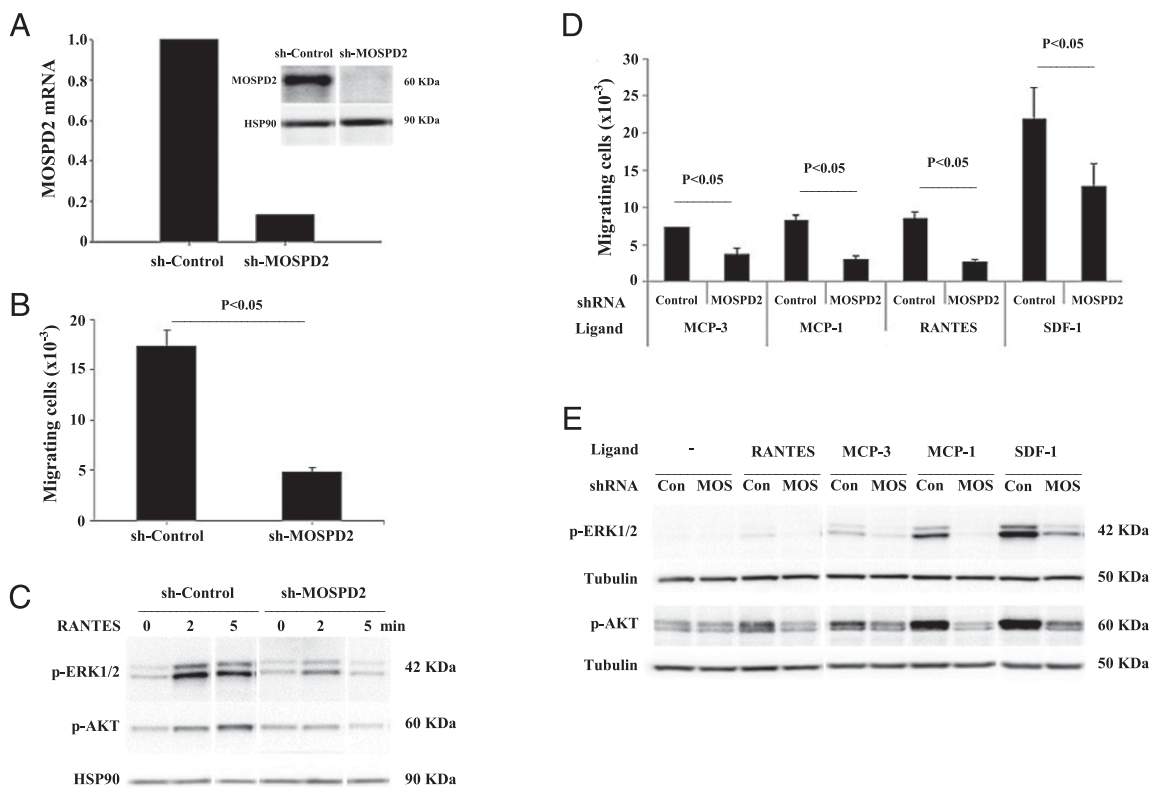 A
MOSPD2 mRNA
1.0
0.8
0.6
0.4
0.2
0
sh-Control sh-MOSPD2
sh-Control sh-MOSPD2
MOSPD2 60 KDa
HSP90 90 KDa
B
Migrating cells (x10-3)
P<0.05
20
15
10
5
0
sh-Control sh-MOSPD2
C
sh-Control sh-MOSPD2
RANTES 0 2 5 0 2 5 min
p-ERK1/2 42 KDa
p-AKT 60 KDa
HSP90 90 KDa
D
Migrating cells (x10-3)
30
25
20
15
10
5
0
P<0.05
P<0.05
P<0.05
P<0.05
shRNA Control MOSPD2 Control MOSPD2 Control MOSPD2 Control MOSPD2
Ligand MCP-3 MCP-1 RANTES SDF-1
E
Ligand - RANTES MCP-3 MCP-1 SDF-1
shRNA Con MOS Con MOS Con MOS Con MOS Con MOS
p-ERK1/2 42 KDa
Tubulin 50 KDa
p-AKT 60 KDa
Tubulin 50 KDa